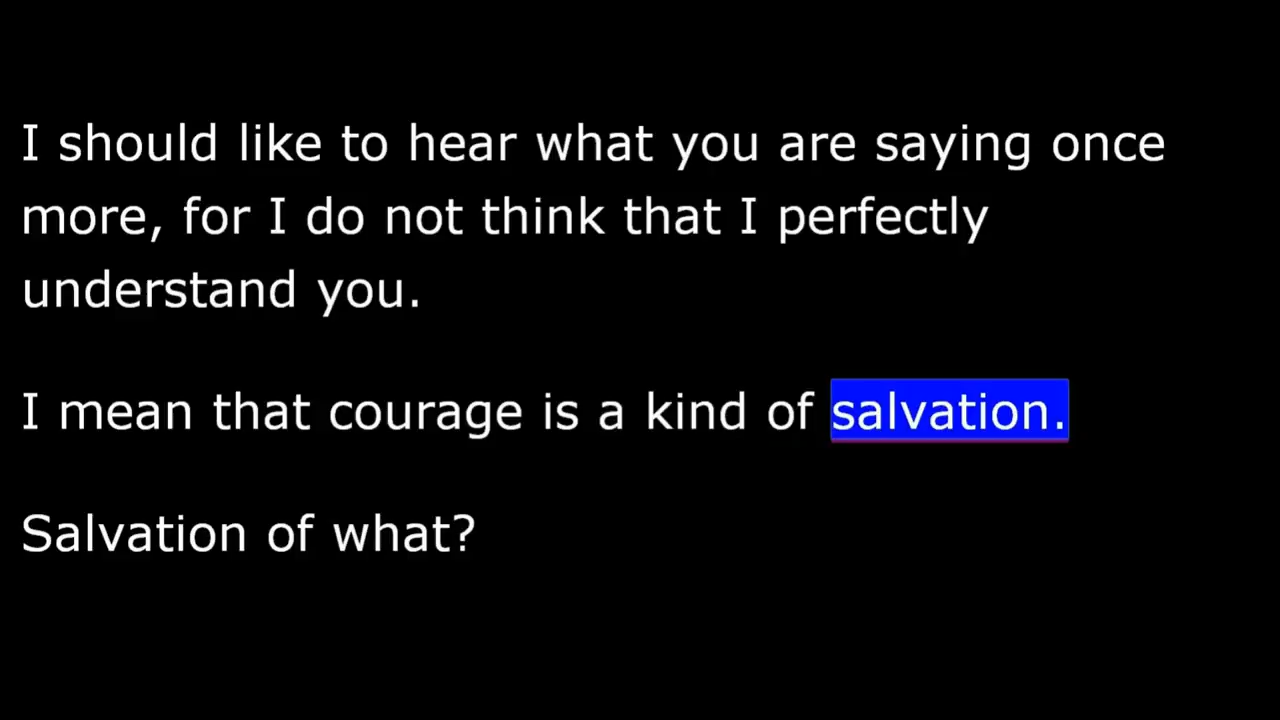 I should like to hear what you are saying once
more, for I do not think that I perfectly
understand you.
I mean that courage is a kind of salvation.
Salvation of what?